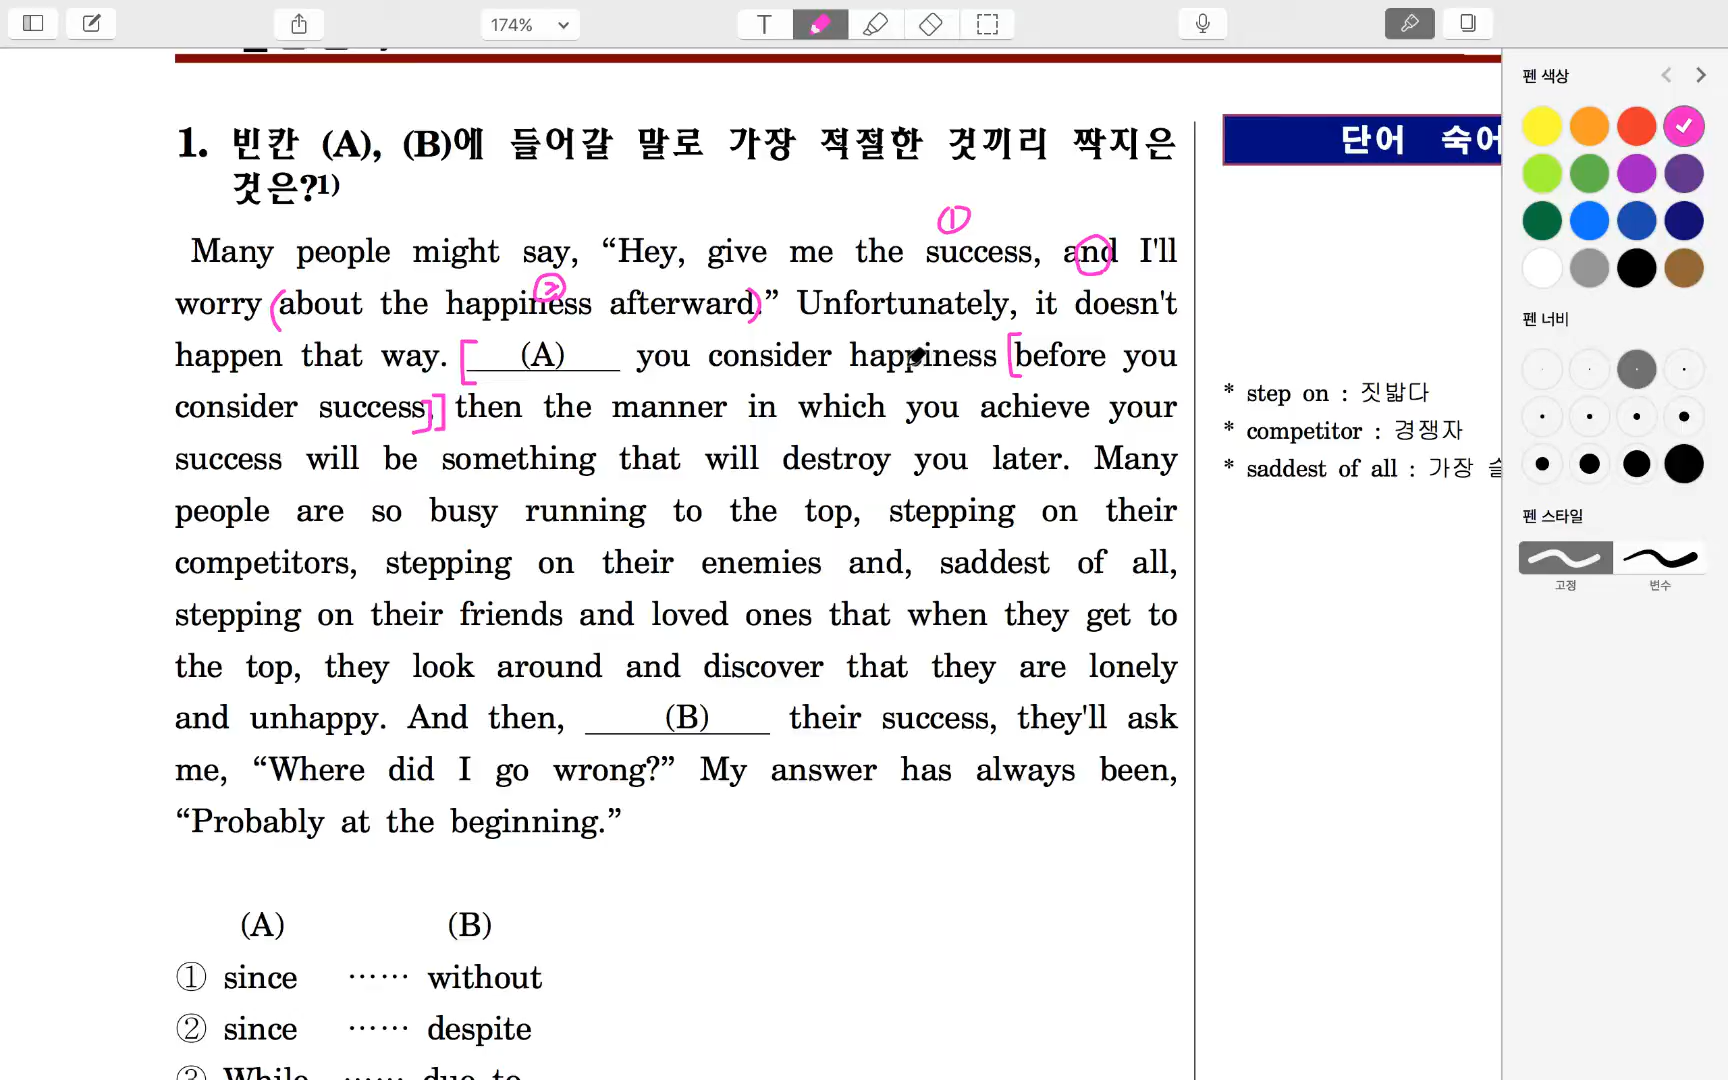 174%
T
1. 빈칸 (A), (B)에 들어갈 말로 가장 적절한 것끼리 짝지은
것은?1)
①
Many people might say, “Hey, give me the success, and I'll
②
worry (about the happiness afterward.)” Unfortunately, it doesn't
happen that way. [ (A) you consider happiness [before you
consider success,]] then the manner in which you achieve your
success will be something that will destroy you later. Many
people are so busy running to the top, stepping on their
competitors, stepping on their enemies and, saddest of all,
stepping on their friends and loved ones that when they get to
the top, they look around and discover that they are lonely
and unhappy. And then, (B) their success, they'll ask
me, “Where did I go wrong?” My answer has always been,
“Probably at the beginning.”
(A) (B)
① since ······ without
② since ······ despite
③ While ······ due to
단어 숙어
* step on : 짓밟다
* competitor : 경쟁자
* saddest of all : 가장
펜 색상
펜 너비
펜 스타일
고정 변수